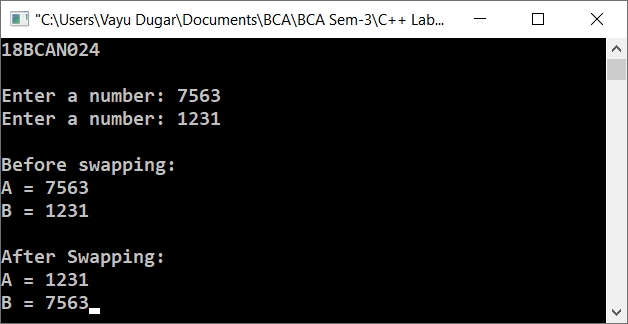 "C:\Users\Vayu Dugar\Documents\BCA\BCA Sem-3\C++ Lab...
18BCAN024
Enter a number: 7563
Enter a number: 1231
Before swapping:
A = 7563
B = 1231
After Swapping:
A = 1231
B = 7563